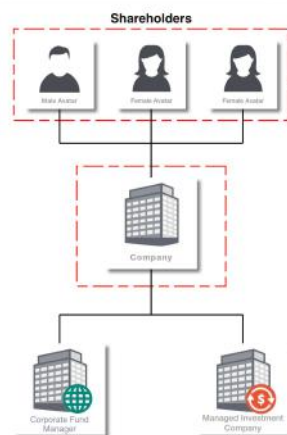 Shareholders
Male Avatar
Female Avatar
Female Avatar
Company
Corporate Fund
Manager
Managed Investment
Company
$